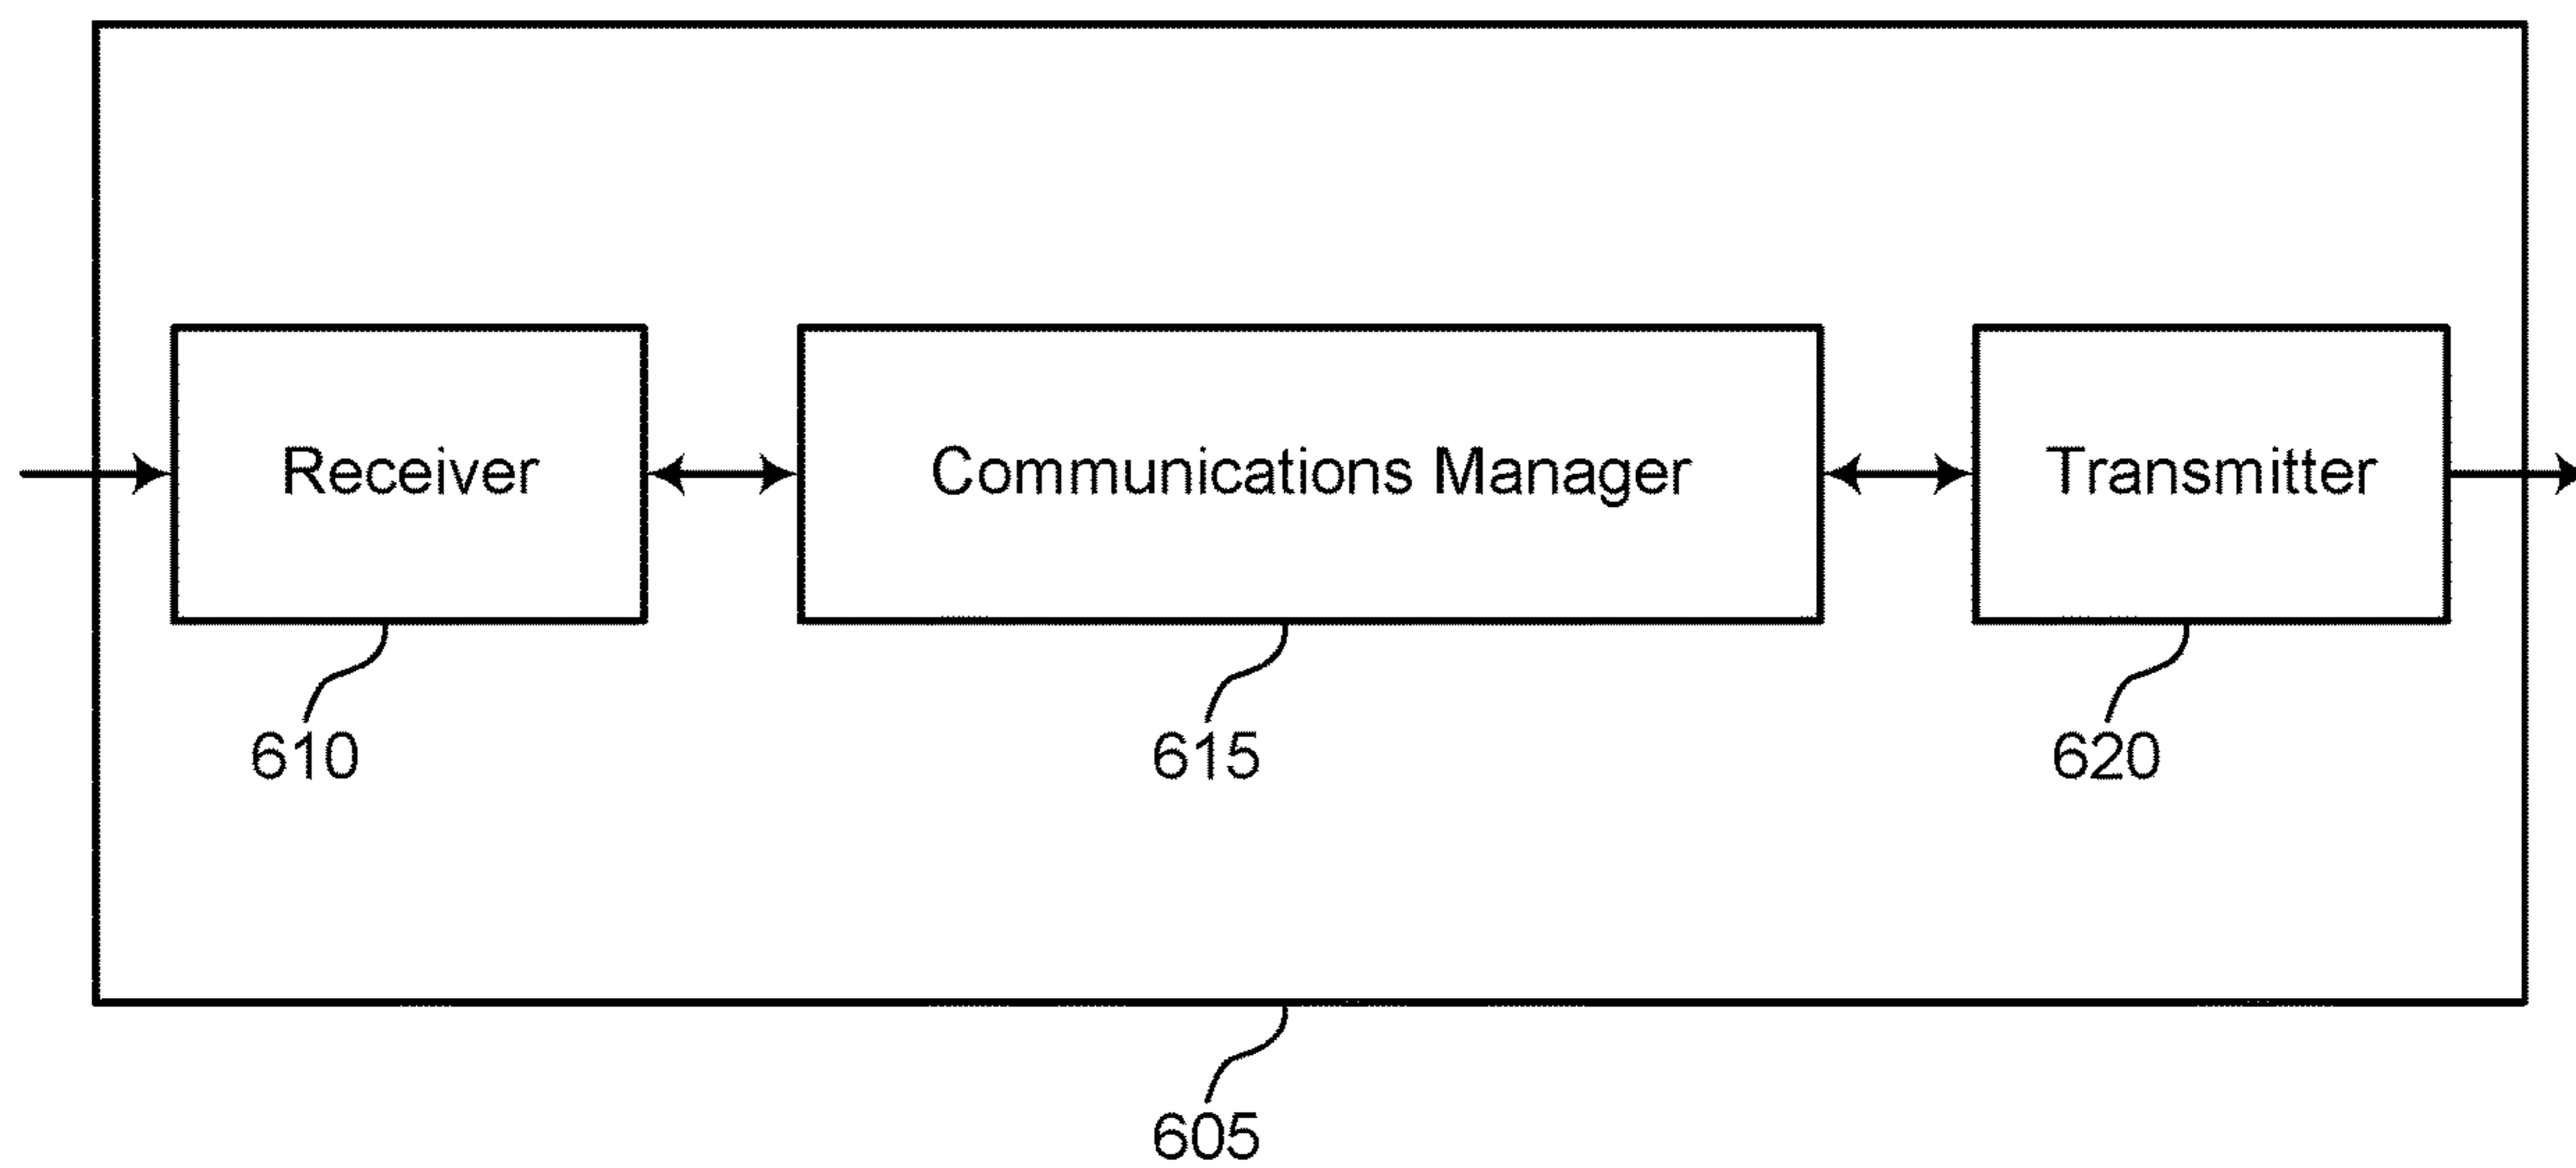 Receiver
Communications Manager
Transmitter
610
615
620
605